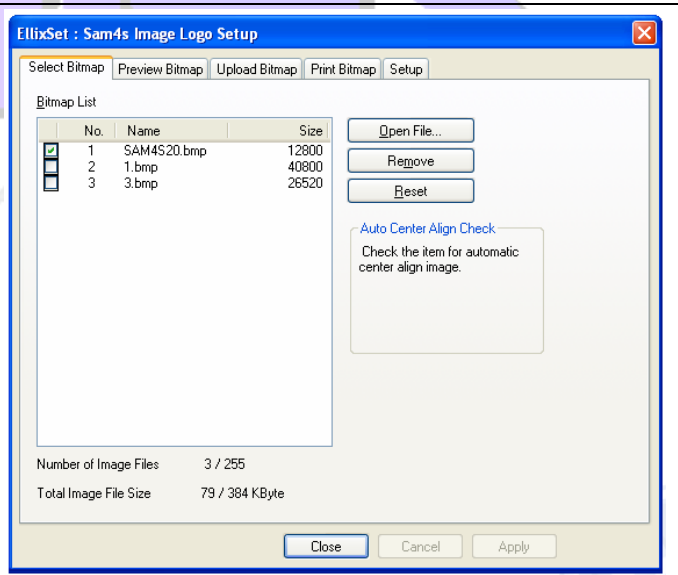 EllixSet : Sam4s Image Logo Setup
Select Bitmap Preview Bitmap Upload Bitmap Print Bitmap Setup
Bitmap List
No. Name Size
1 SAM4S20.bmp 12800
2 1.bmp 40800
3 3.bmp 26520
Open File...
Remove
Reset
Auto Center Align Check
Check the item for automatic
center align image.
Number of Image Files 3 / 255
Total Image File Size 79 / 384 KByte
Close Cancel Apply